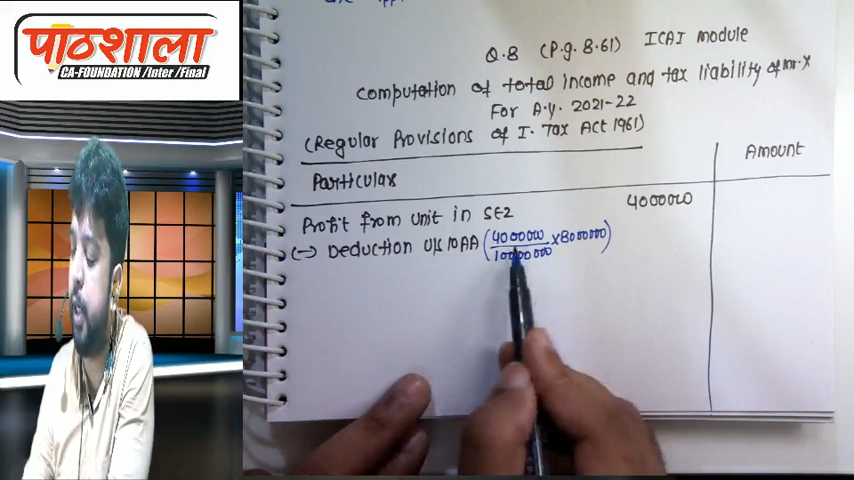 पाठशाला
CA-FOUNDATION /Inter /Final
Q.8 (P.g. 8.61) ICAI module
Computation of total income and tax liability of Mr. X
For A.Y. 2021-22
(Regular Provisions of I. Tax Act 1961)
Particulars Amount
Profit from unit in SEZ 4000000
(-) Deduction U/s 10AA (4000000/10000000 x 8000000)